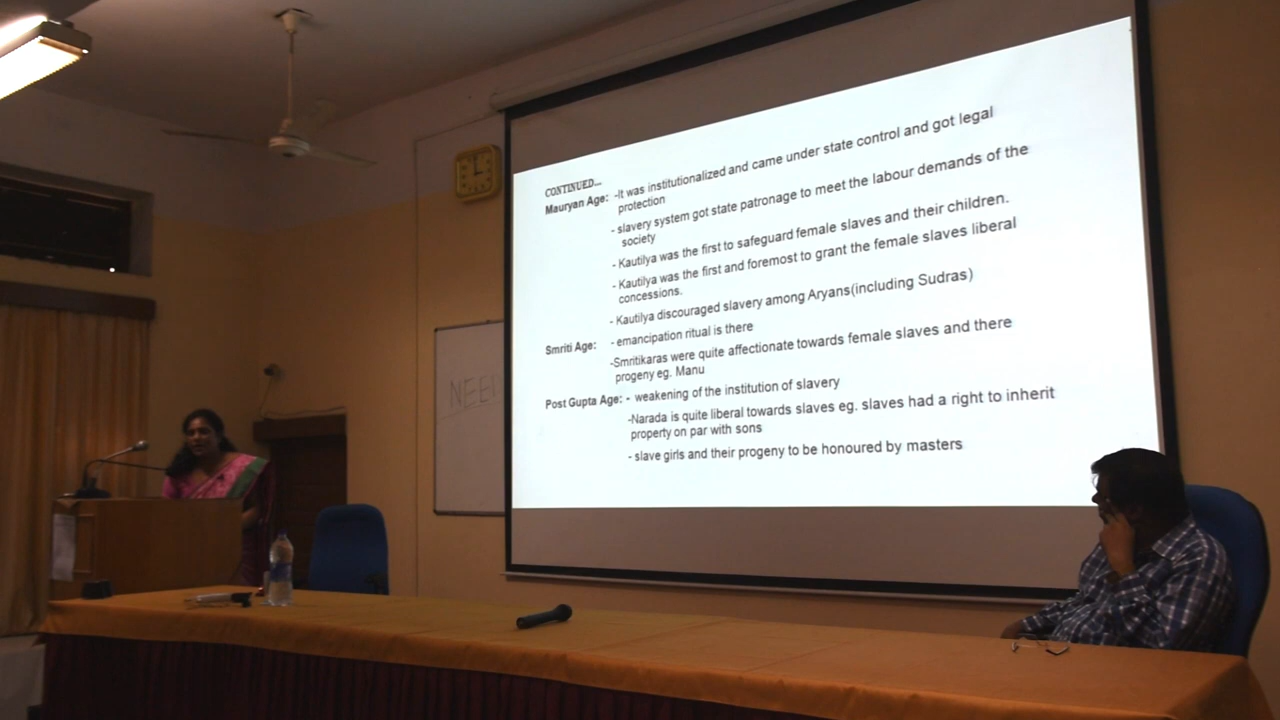 CONTINUED...
Mauryan Age: -It was institutionalized and came under state control and got legal
protection
- slavery system got state patronage to meet the labour demands of the
society
- Kautilya was the first to safeguard female slaves and their children.
- Kautilya was the first and foremost to grant the female slaves liberal
concessions.
- Kautilya discouraged slavery among Aryans(including Sudras)
Smriti Age: - emancipation ritual is there
-Smritikaras were quite affectionate towards female slaves and there
progeny eg. Manu
Post Gupta Age: - weakening of the institution of slavery
-Narada is quite liberal towards slaves eg. slaves had a right to inherit
property on par with sons
- slave girls and their progeny to be honoured by masters
NEED